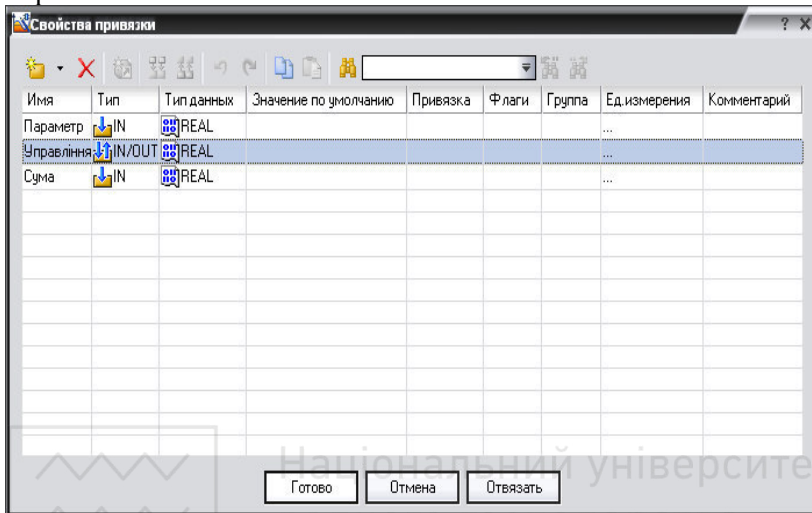 Свойства привязки
Имя Тип Тип данных Значение по умолчанию Привязка Флаги Группа Ед.измерения Комментарий
Параметр IN REAL ...
Управління IN/OUT REAL ...
Сума IN REAL ...
Національний університе
Готово Отмена Отвязать